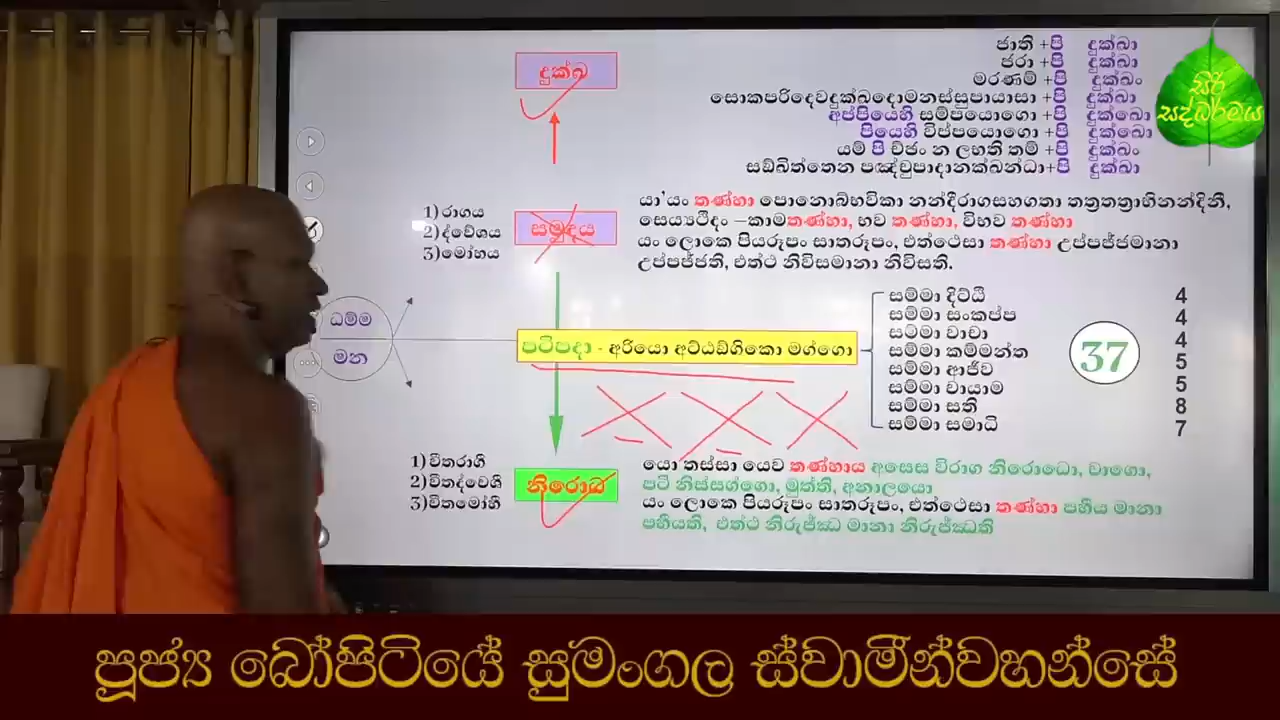 දුක්ඛ
ජාති +පි දුක්ඛා
ජරා +පි දුක්ඛා
මරණම් +පි දුක්ඛං
සොකපරිදෙවදුක්ඛදොමනස්සුපායාසා +පි දුක්ඛා
අප්පියෙහි සම්පයොගො +පි දුක්ඛො
පියෙහි විප්පයොගො +පි දුක්ඛො
යම් පි ච්ඡං න ලභති තම් +පි දුක්ඛං
සඞ්ඛිත්තෙන පඤ්චුපාදානක්ඛන්ධා+පි දුක්ඛා
සිරි
සද්ධර්මය
1) රාගය
2) ද්වේශය
3) මෝහය
සමුදය
යා'යං තණ්හා පොනොබ්භවිකා නන්දිරාගසහගතා තත්‍රතත්‍රාභිනන්දිනී,
සෙය්‍යථිදං –කාමතණ්හා, භව තණ්හා, විභව තණ්හා
යං ලොකෙ පියරූපං සාතරූපං, එත්ථෙසා තණ්හා උප්පජ්ජමානා
උප්පජ්ජති, එත්ථ නිවිසමානා නිවිසති.
ධම්ම
මන
පටිපදා - අරියො අට්ඨඞ්ගිකො මග්ගො
සම්මා දිට්ඨි 4
සම්මා සංකප්ප 4
සම්මා වාචා 4
සම්මා කම්මන්ත 5
සම්මා ආජීව 5
සම්මා වායාම 8
සම්මා සති 7
සම්මා සමාධි
37
1) වීතරාගී
2) වීතද්වෙශී
3) වීතමෝහී
නිරොධ
යො තස්සා යෙව තණ්හාය අසෙස විරාග නිරොධො, චාගො,
පටි නිස්සග්ගො, මුත්ති, අනාලයො
යං ලොකෙ පියරූපං සාතරූපං, එත්ථෙසා තණ්හා පහීය මානා
පහීයති, එත්ථ නිරුජ්ඣ මානා නිරුජ්ඣති
පූජ්‍ය බෝපිටියේ සුමංගල ස්වාමීන්වහන්සේ